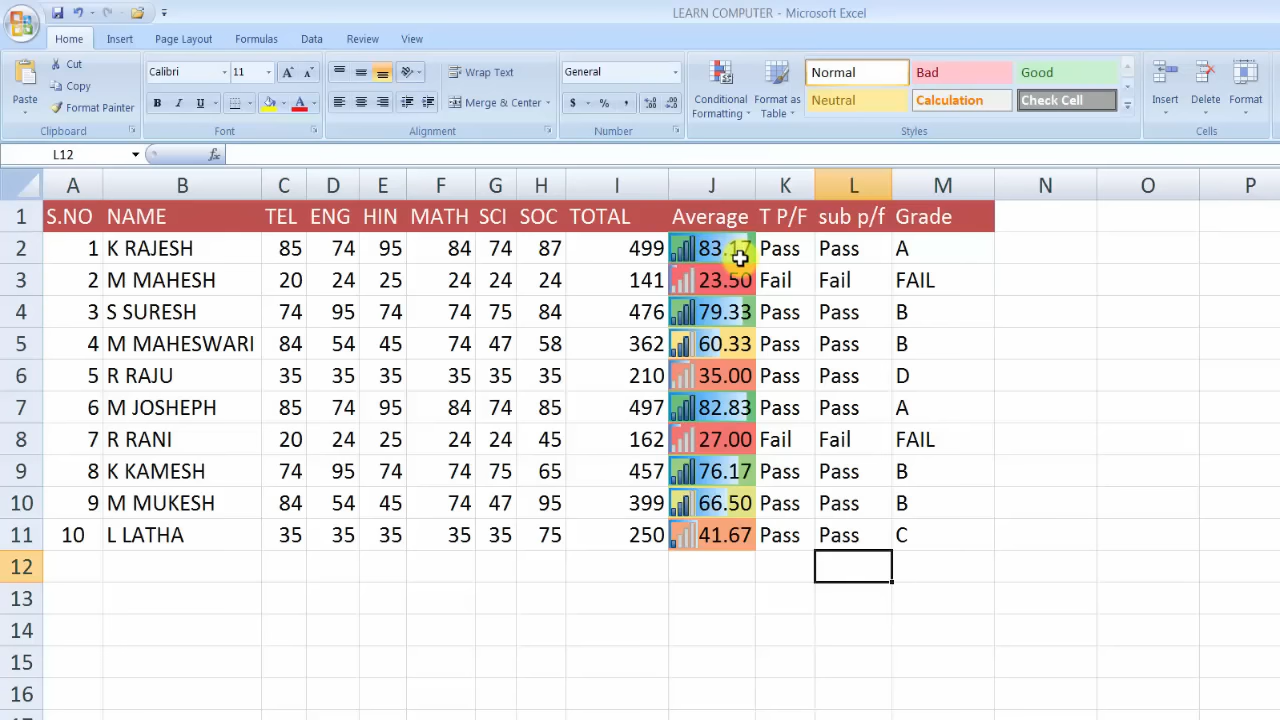 LEARN COMPUTER - Microsoft Excel
Home Insert Page Layout Formulas Data Review View
Cut
Copy
Format Painter
Paste
Clipboard
Calibri 11
B I U
Font
Wrap Text
Merge & Center
Alignment
General
$ % ,
Number
Conditional Formatting
Format as Table
Normal Bad Good
Neutral Calculation Check Cell
Styles
Insert Delete Format
Cells
L12 fx
A B C D E F G H I J K L M N O P
1 S.NO NAME TEL ENG HIN MATH SCI SOC TOTAL Average T P/F sub p/f Grade
2 1 K RAJESH 85 74 95 84 74 87 499 83.17 Pass Pass A
3 2 M MAHESH 20 24 25 24 24 24 141 23.50 Fail Fail FAIL
4 3 S SURESH 74 95 74 74 75 84 476 79.33 Pass Pass B
5 4 M MAHESWARI 84 54 45 74 47 58 362 60.33 Pass Pass B
6 5 R RAJU 35 35 35 35 35 35 210 35.00 Pass Pass D
7 6 M JOSHEPH 85 74 95 84 74 85 497 82.83 Pass Pass A
8 7 R RANI 20 24 25 24 24 45 162 27.00 Fail Fail FAIL
9 8 K KAMESH 74 95 74 74 75 65 457 76.17 Pass Pass B
10 9 M MUKESH 84 54 45 74 47 95 399 66.50 Pass Pass B
11 10 L LATHA 35 35 35 35 35 75 250 41.67 Pass Pass C
12
13
14
15
16